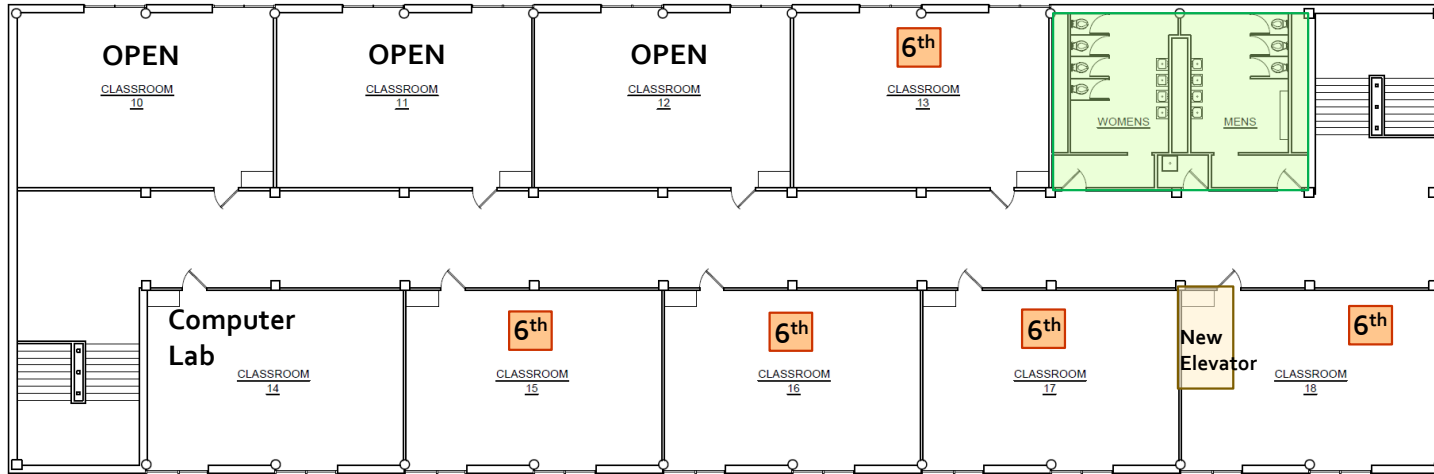 OPEN
CLASSROOM
10
OPEN
CLASSROOM
11
OPEN
CLASSROOM
12
6th
CLASSROOM
13
WOMENS
MENS
Computer
Lab
CLASSROOM
14
6th
CLASSROOM
15
6th
CLASSROOM
16
6th
CLASSROOM
17
New
Elevator
6th
CLASSROOM
18